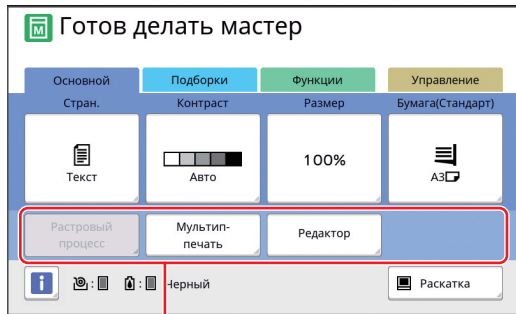 Готов делать мастер
Основной Подборки Функции Управление
Стран. Контраст Размер Бумага(Стандарт)
Текст Авто 100% A3
Растровый процесс Мультип-печать Редактор
i : : Черный Раскатка